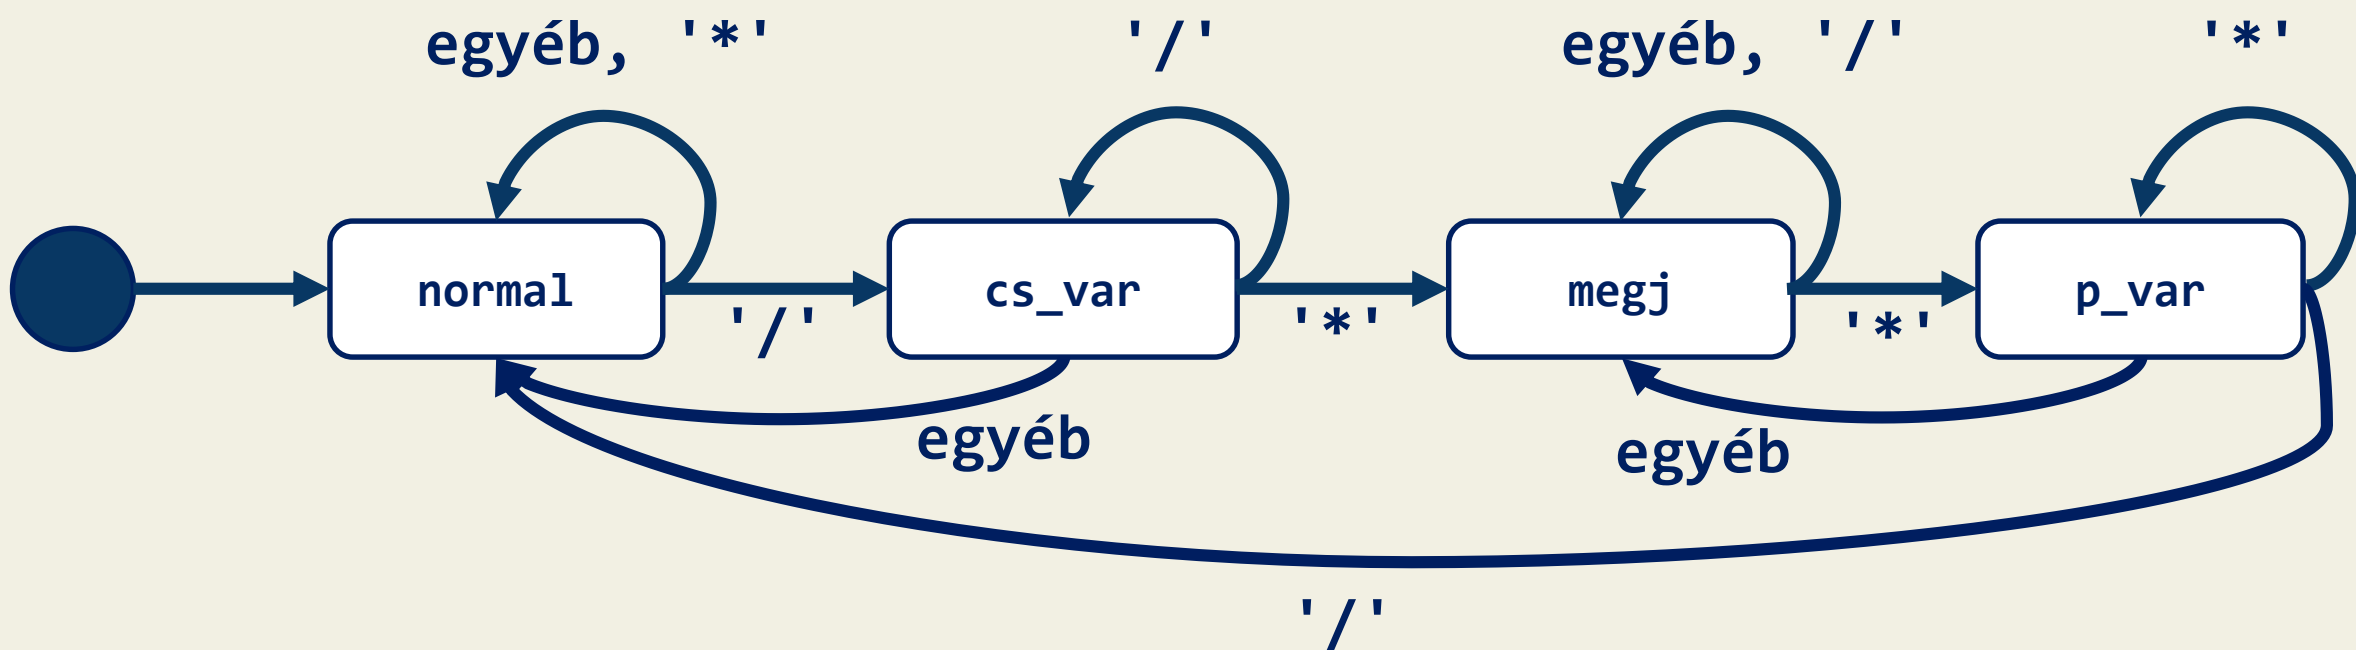 egyéb, '*'
'/'
egyéb, '/'
'*'
normal
cs_var
megj
p_var
'/'
'*'
'*'
egyéb
egyéb
'/'